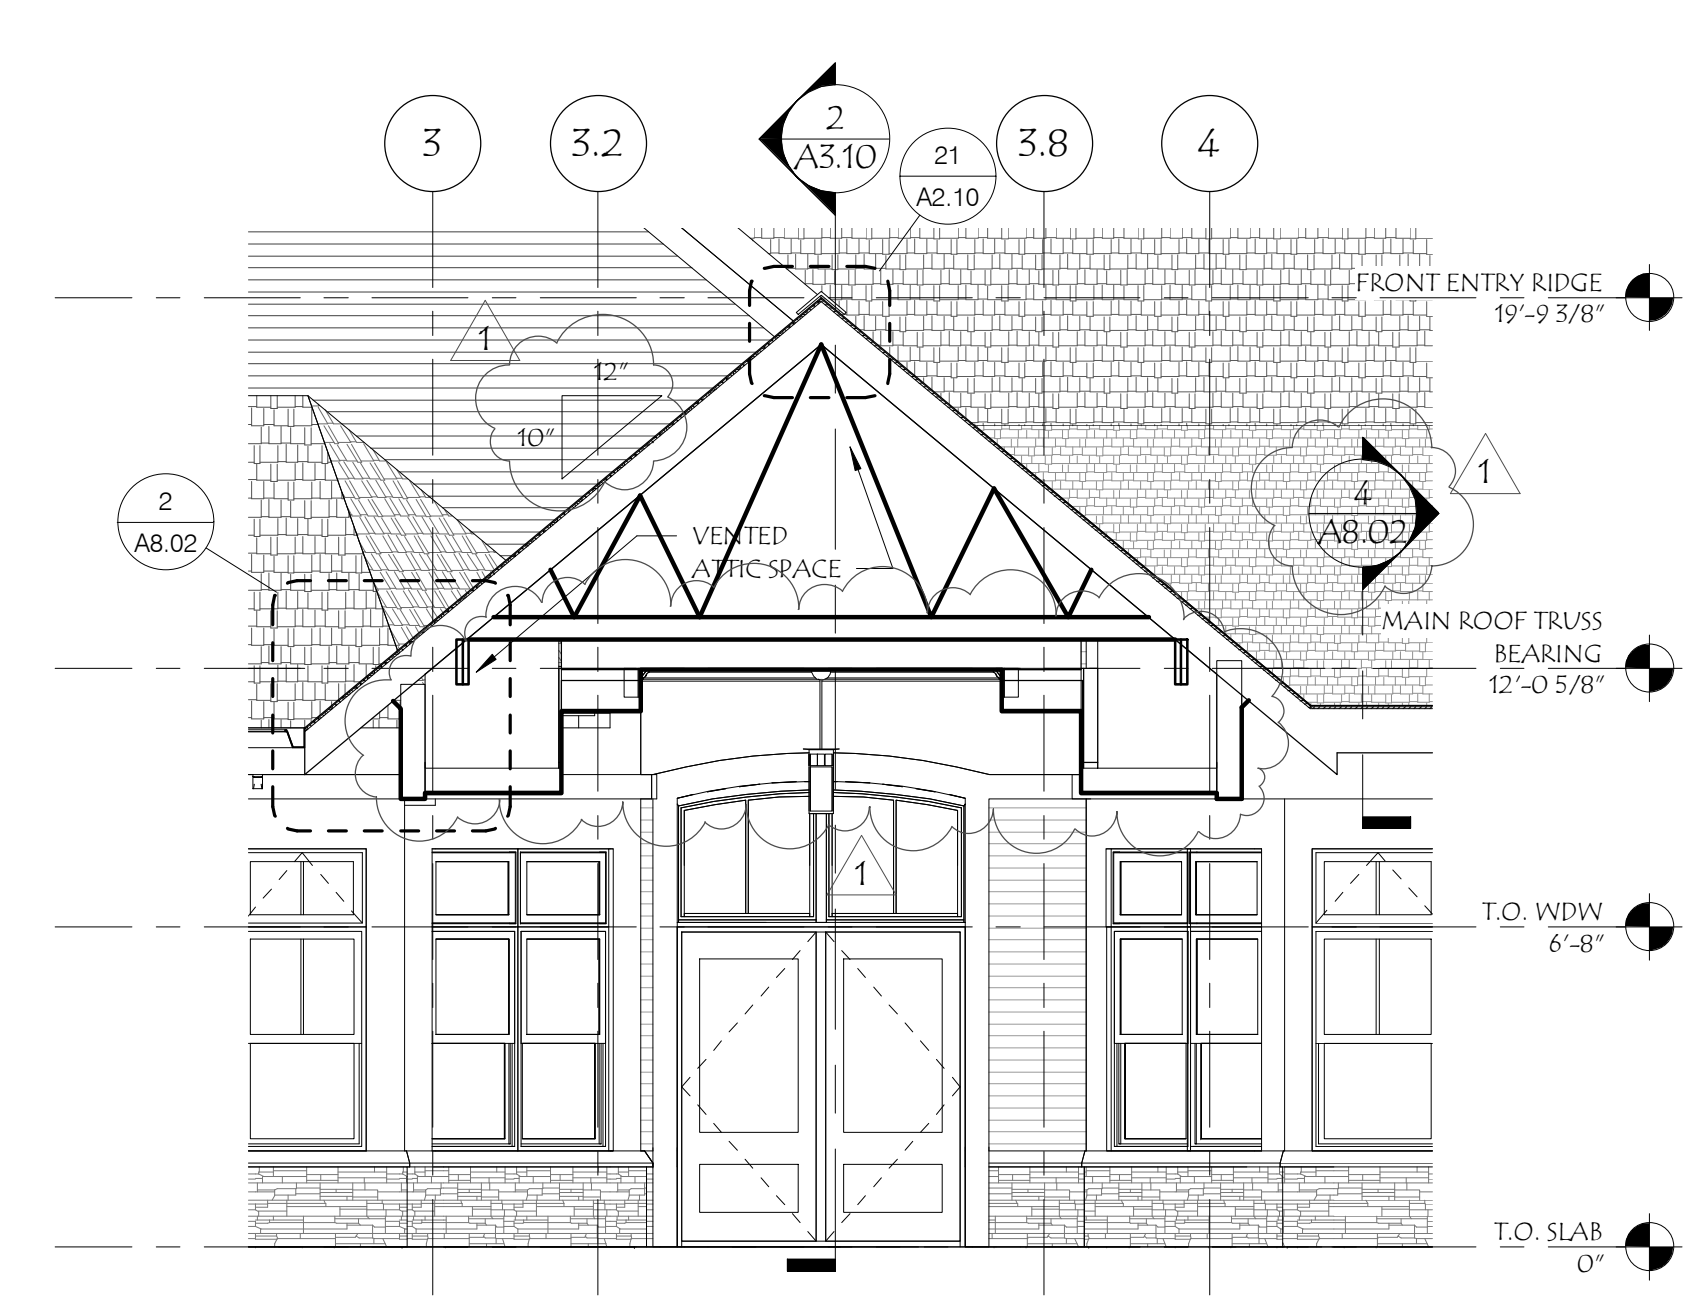 3
3.2
2
A3.10
21
A2.10
3.8
4
FRONT ENTRY RIDGE
19'-9 3/8"
1
12"
10"
1
4
A8.02
2
A8.02
VENTED
ATTIC SPACE
MAIN ROOF TRUSS
BEARING
12'-0 5/8"
1
T.O. WDW
6'-8"
T.O. SLAB
0"